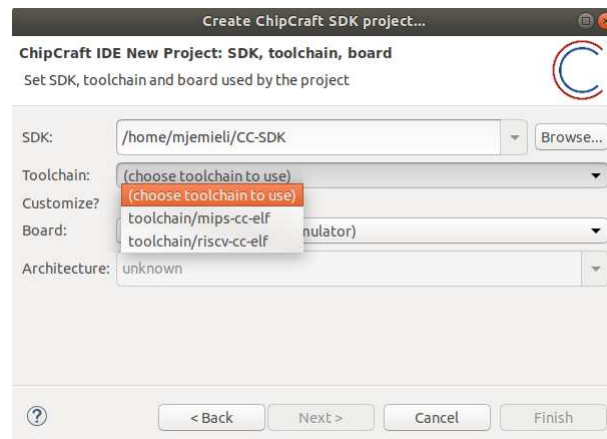 Create ChipCraft SDK project...
ChipCraft IDE New Project: SDK, toolchain, board
Set SDK, toolchain and board used by the project
SDK: /home/mjemieli/CC-SDK Browse...
Toolchain: (choose toolchain to use)
(choose toolchain to use)
Customize?
toolchain/mips-cc-elf
Board: mulator)
toolchain/riscv-cc-elf
Architecture: unknown
? < Back Next > Cancel Finish